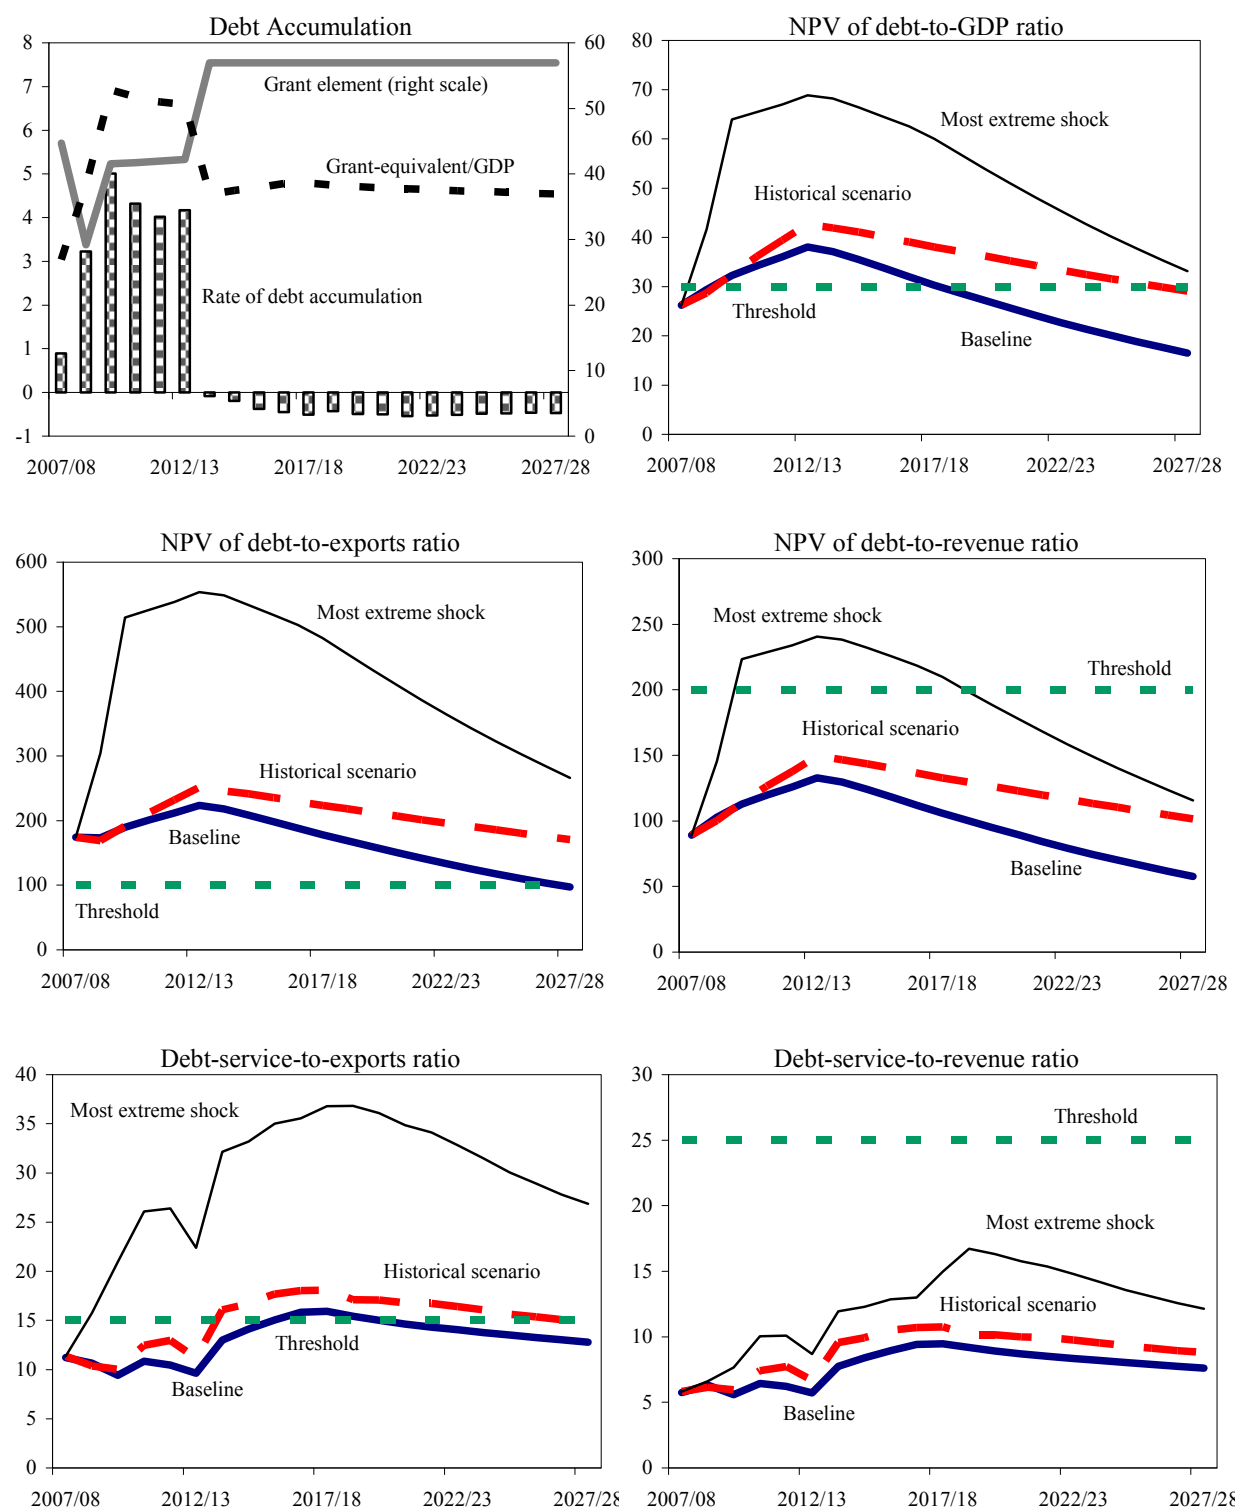 Debt Accumulation
8
7
6
5
4
3
2
1
0
-1
60
50
40
30
20
10
0
Grant element (right scale)
Grant-equivalent/GDP
Rate of debt accumulation
2007/08 2012/13 2017/18 2022/23 2027/28
NPV of debt-to-GDP ratio
80
70
60
50
40
30
20
10
0
Most extreme shock
Historical scenario
Threshold
Baseline
2007/08 2012/13 2017/18 2022/23 2027/28
NPV of debt-to-exports ratio
600
500
400
300
200
100
0
Most extreme shock
Historical scenario
Baseline
Threshold
2007/08 2012/13 2017/18 2022/23 2027/28
NPV of debt-to-revenue ratio
300
250
200
150
100
50
0
Most extreme shock
Threshold
Historical scenario
Baseline
2007/08 2012/13 2017/18 2022/23 2027/28
Debt-service-to-exports ratio
40
35
30
25
20
15
10
5
0
Most extreme shock
Historical scenario
Threshold
Baseline
2007/08 2012/13 2017/18 2022/23 2027/28
Debt-service-to-revenue ratio
30
25
20
15
10
5
0
Threshold
Most extreme shock
Historical scenario
Baseline
2007/08 2012/13 2017/18 2022/23 2027/28